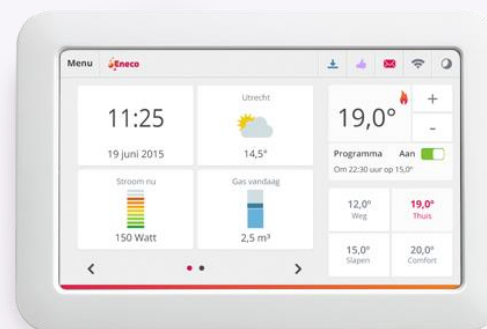 Menu
Eneco
11:25
19 juni 2015
Utrecht
14,5°
Stroom nu
150 Watt
Gas vandaag
2,5 m³
19,0°
+
-
Programma Aan
Om 22:30 uur op 15,0°
12,0°
Weg
19,0°
Thuis
15,0°
Slapen
20,0°
Comfort